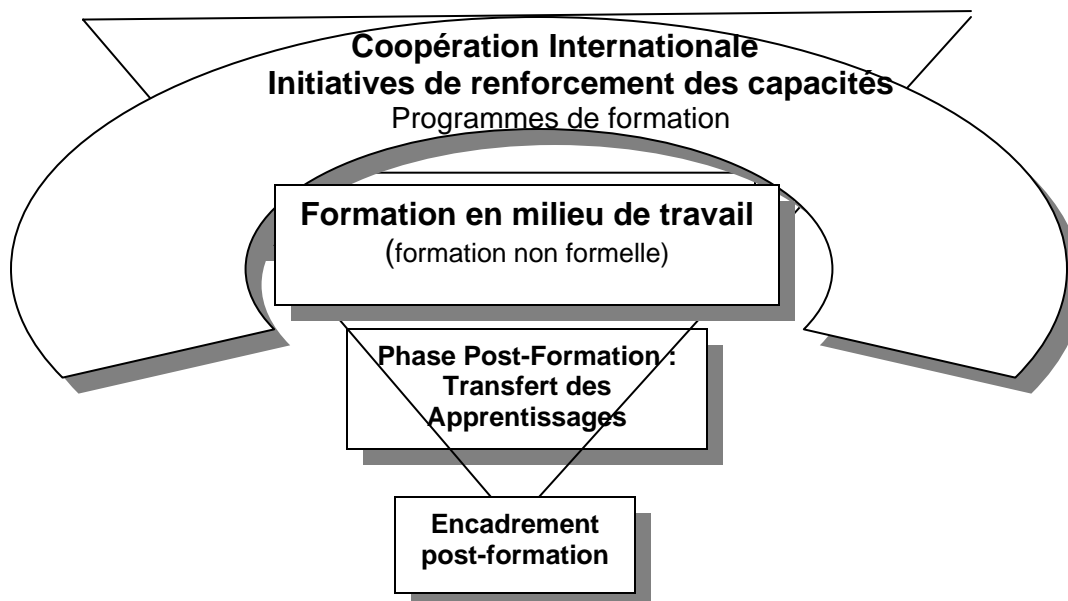 Coopération Internationale
Initiatives de renforcement des capacités
Programmes de formation
Formation en milieu de travail
(formation non formelle)
Phase Post-Formation :
Transfert des
Apprentissages
Encadrement
post-formation